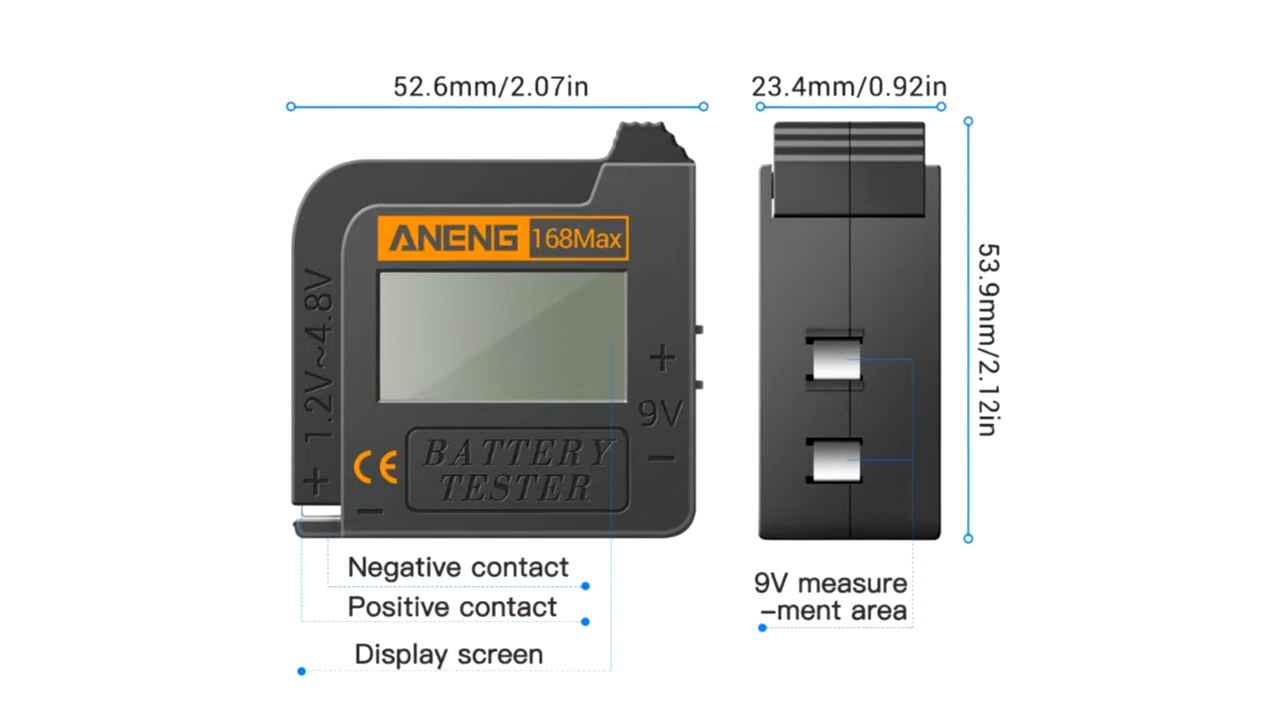 52.6mm/2.07in
23.4mm/0.92in
53.9mm/2.12in
ANENG 168Max
1.2V~4.8V
+
+
9V
−
CE
BATTERY
TESTER
−
Negative contact
Positive contact
Display screen
9V measure
-ment area